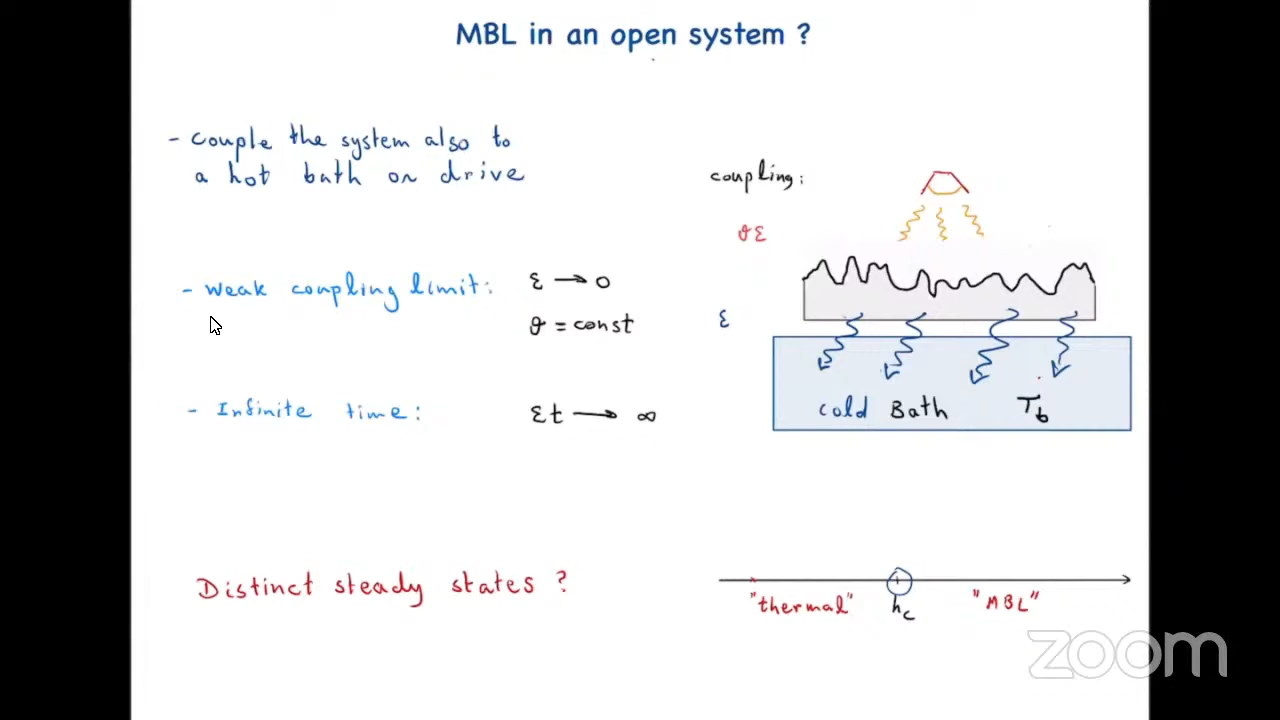 MBL in an open system ?
- couple the system also to
a hot bath or drive
coupling:
ϑε
- Weak coupling limit: ε → 0
ϑ = const
ε
- Infinite time: εt → ∞
cold Bath T_b
Distinct steady states ?
"thermal" h_c "MBL"
zoom